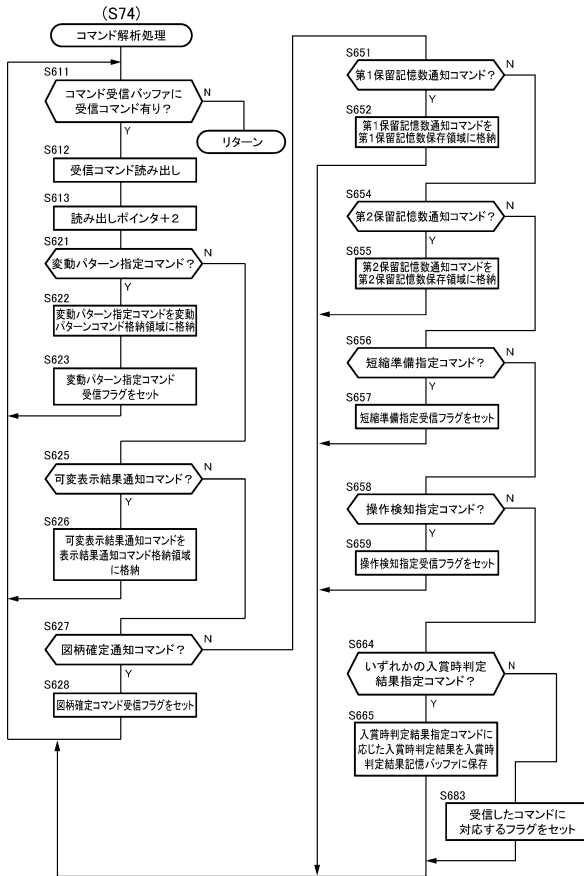 (S74)
コマンド解析処理
S611
コマンド受信バッファに
受信コマンド有り？
N
Y
リターン
S612
受信コマンド読み出し
S613
読み出しポインタ＋2
S621
変動パターン指定コマンド？
N
Y
S622
変動パターン指定コマンドを変動
パターンコマンド格納領域に格納
S623
変動パターン指定コマンド
受信フラグをセット
S625
可変表示結果通知コマンド？
N
Y
S626
可変表示結果通知コマンドを
表示結果通知コマンド格納領域
に格納
S627
図柄確定通知コマンド？
N
Y
S628
図柄確定コマンド受信フラグをセット
S651
第1保留記憶数通知コマンド？
N
Y
S652
第1保留記憶数通知コマンドを
第1保留記憶数保存領域に格納
S654
第2保留記憶数通知コマンド？
N
Y
S655
第2保留記憶数通知コマンドを
第2保留記憶数保存領域に格納
S656
短縮準備指定コマンド？
N
Y
S657
短縮準備指定受信フラグをセット
S658
操作検知指定コマンド？
N
Y
S659
操作検知指定受信フラグをセット
S664
いずれかの入賞時判定
結果指定コマンド？
N
Y
S665
入賞時判定結果指定コマンドに
応じた入賞時判定結果を入賞時
判定結果記憶バッファに保存
S683
受信したコマンドに
対応するフラグをセット